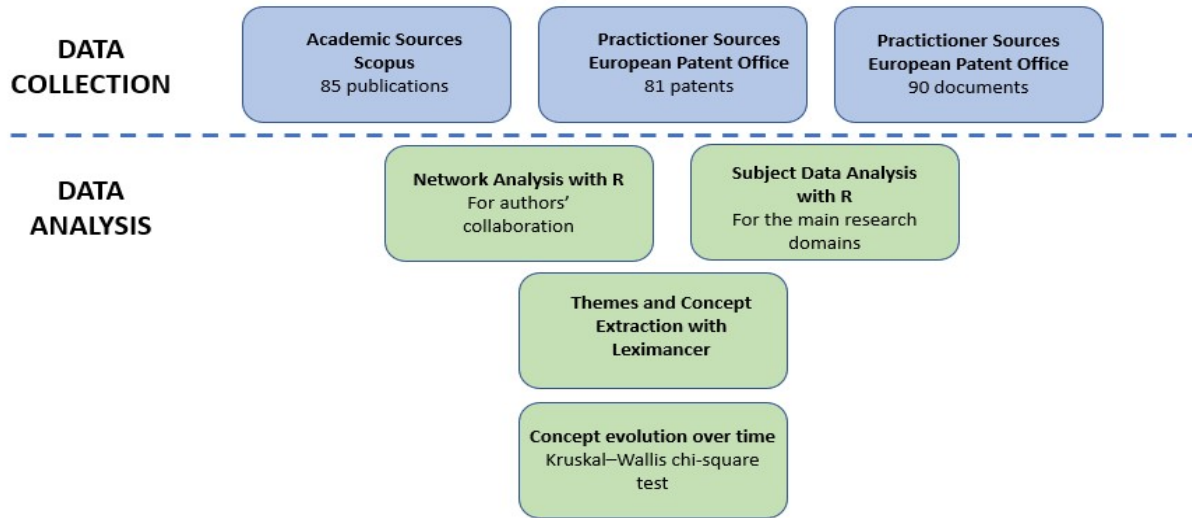 DATA
COLLECTION
Academic Sources
Scopus
85 publications
Practictioner Sources
European Patent Office
81 patents
Practictioner Sources
European Patent Office
90 documents
DATA
ANALYSIS
Network Analysis with R
For authors’
collaboration
Subject Data Analysis
with R
For the main research
domains
Themes and Concept
Extraction with
Leximancer
Concept evolution over time
Kruskal–Wallis chi-square
test